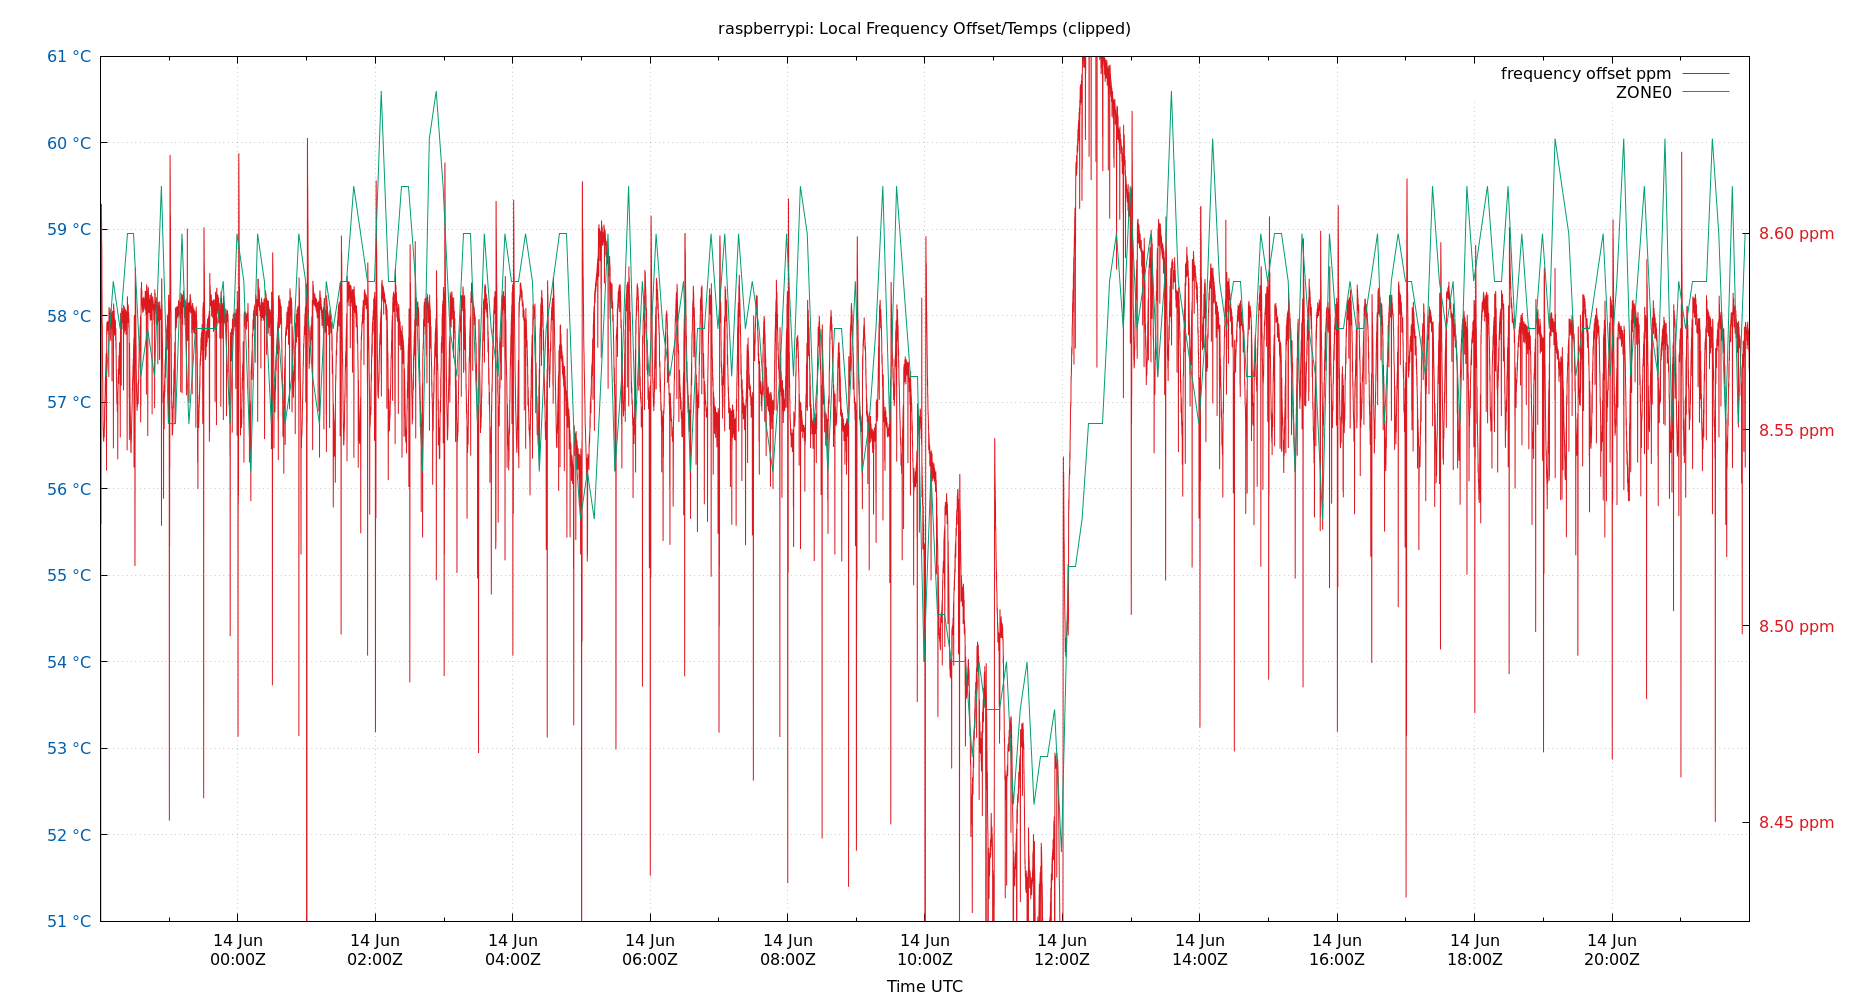 raspberrypi: Local Frequency Offset/Temps (clipped)
61 °C
60 °C
59 °C
58 °C
57 °C
56 °C
55 °C
54 °C
53 °C
52 °C
51 °C
frequency offset ppm
ZONE0
8.60 ppm
8.55 ppm
8.50 ppm
8.45 ppm
14 Jun 14 Jun 14 Jun 14 Jun 14 Jun 14 Jun 14 Jun 14 Jun 14 Jun 14 Jun 14 Jun
00:00Z 02:00Z 04:00Z 06:00Z 08:00Z 10:00Z 12:00Z 14:00Z 16:00Z 18:00Z 20:00Z
Time UTC